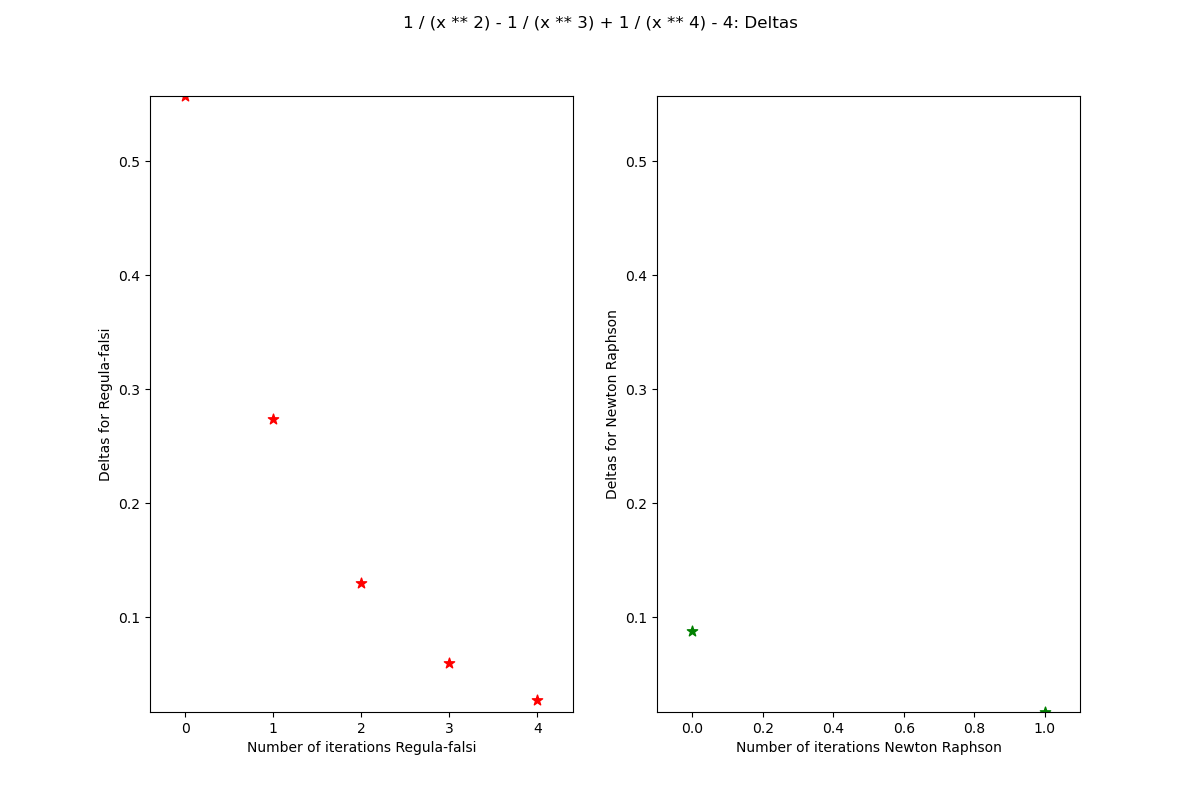 1 / (x ** 2) - 1 / (x ** 3) + 1 / (x ** 4) - 4: Deltas
Deltas for Regula-falsi
0.5
0.4
0.3
0.2
0.1
0 1 2 3 4
Number of iterations Regula-falsi
Deltas for Newton Raphson
0.5
0.4
0.3
0.2
0.1
0.0 0.2 0.4 0.6 0.8 1.0
Number of iterations Newton Raphson